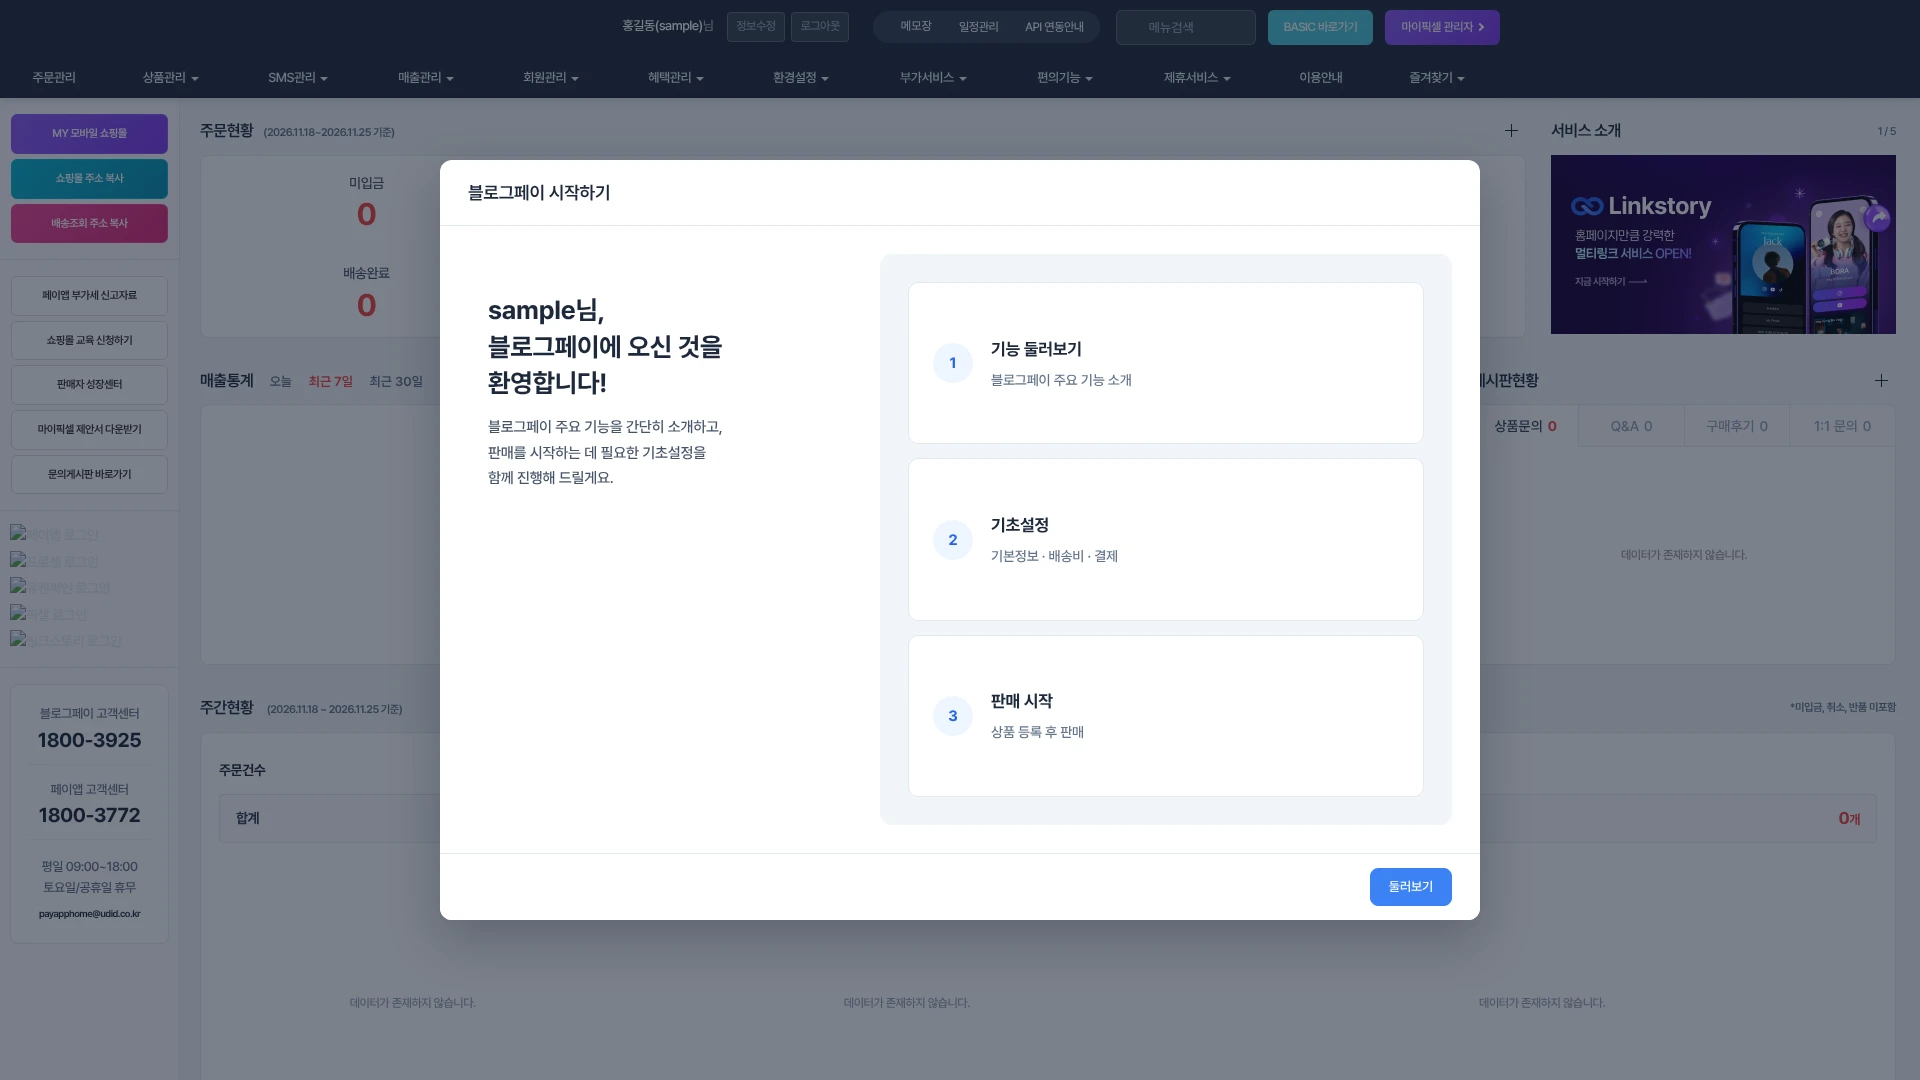 홍길동(sample)님
정보수정
로그아웃
메모장
일정관리
API 연동안내
메뉴검색
BASIC 바로가기
마이픽셀 관리자
주문관리
상품관리
SMS관리
매출관리
회원관리
혜택관리
환경설정
부가서비스
편의기능
제휴서비스
이용안내
즐겨찾기
MY 모바일 쇼핑몰
쇼핑몰 주소 복사
배송조회 주소 복사
페이앱 부가세 신고자료
쇼핑몰 교육 신청하기
판매자 성장센터
마이픽셀 제안서 다운받기
문의게시판 바로가기
페이앱 로그인
블로그페이 고객센터
1800-3925
페이앱 고객센터
1800-3772
평일 09:00~18:00
토요일/공휴일 휴무
payapphome@udid.co.kr
주문현황 (2026.11.18~2026.11.25 기준)
미입금
0
배송완료
0
서비스 소개
1 / 5
Linkstory
홈페이지만큼 강력한
멀티링크 서비스 OPEN!
지금 시작하기
Jack
BORA
매출통계
오늘
최근 7일
최근 30일
게시판현황
상품문의 0
Q&A 0
구매후기 0
1:1 문의 0
데이터가 존재하지 않습니다.
주간현황 (2026.11.18 ~ 2026.11.25 기준)
*미입금, 취소, 반품 미포함
주문건수
합계
0개
데이터가 존재하지 않습니다.
데이터가 존재하지 않습니다.
데이터가 존재하지 않습니다.
블로그페이 시작하기
sample님,
블로그페이에 오신 것을
환영합니다!
블로그페이 주요 기능을 간단히 소개하고,
판매를 시작하는 데 필요한 기초설정을
함께 진행해 드릴게요.
1
기능 둘러보기
블로그페이 주요 기능 소개
2
기초설정
기본정보 · 배송비 · 결제
3
판매 시작
상품 등록 후 판매
둘러보기